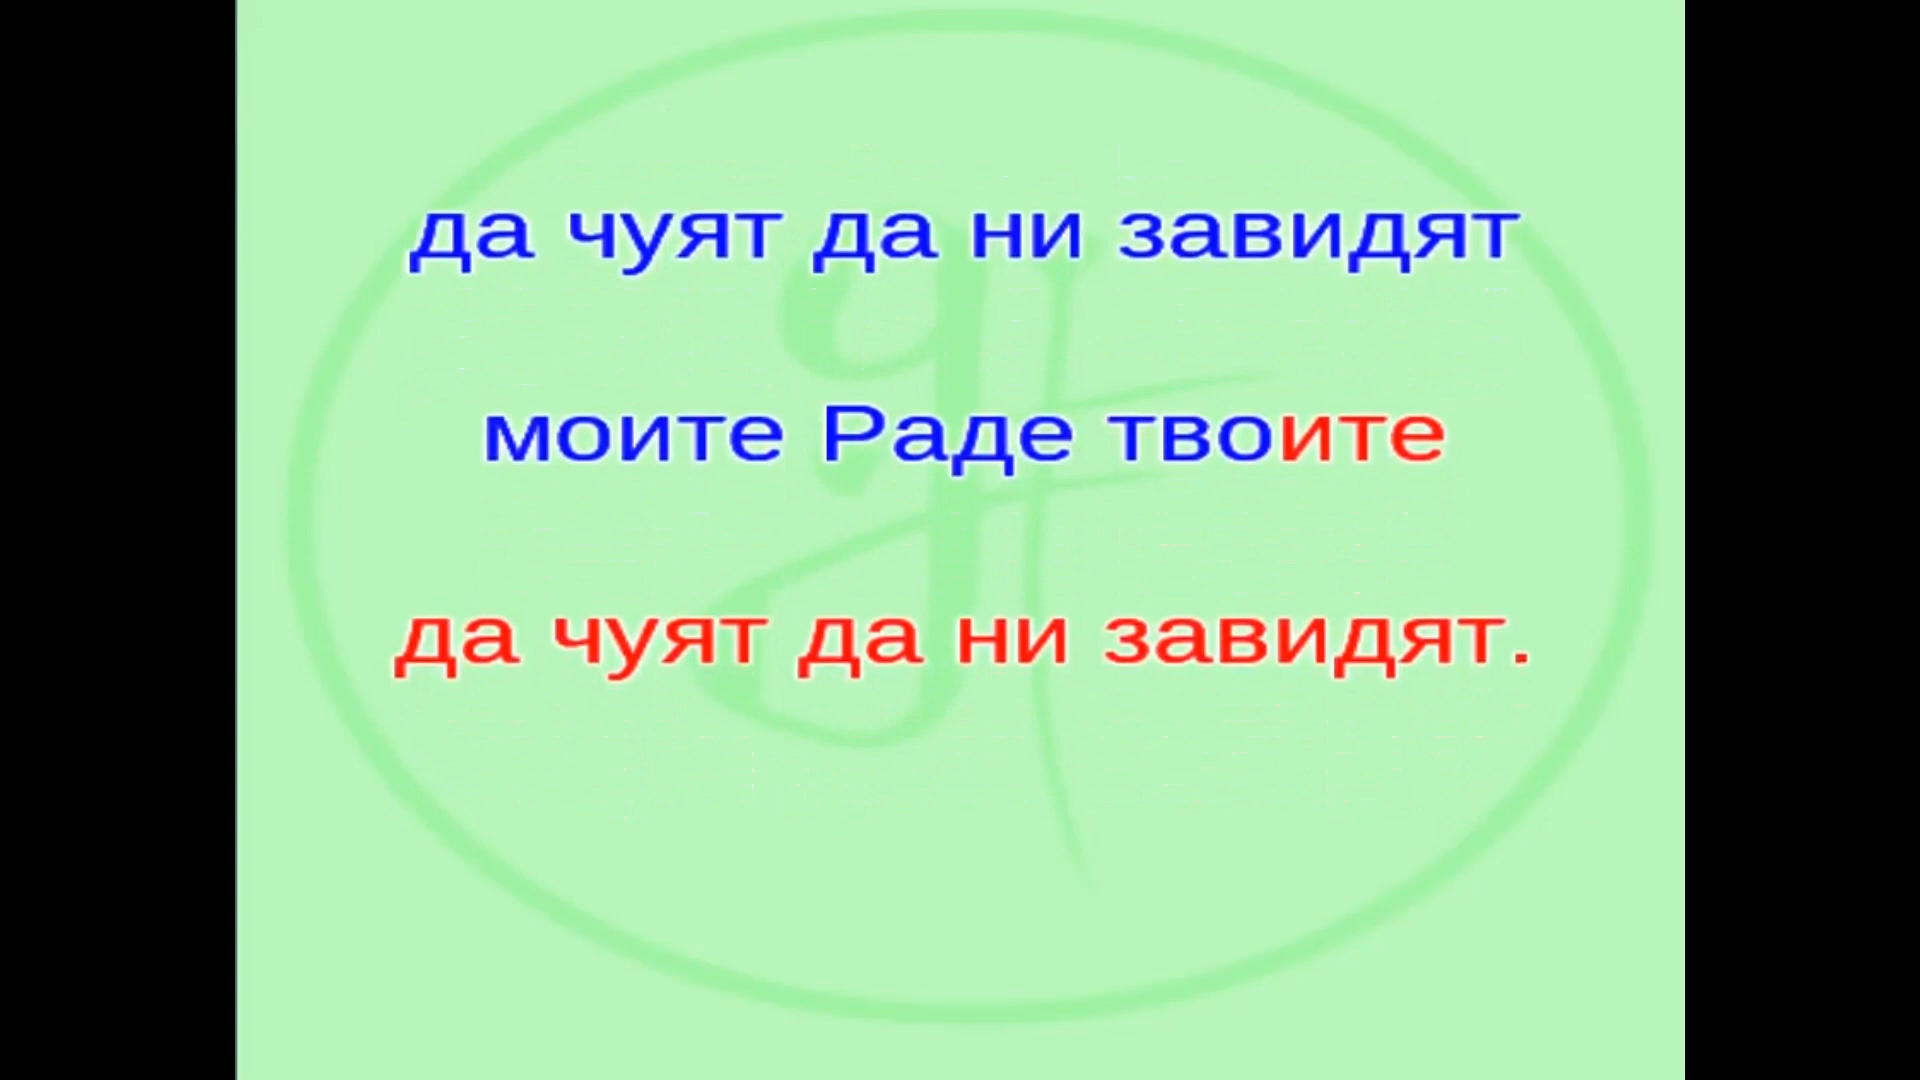 да чуят да ни завидят
моите Раде твоите
да чуят да ни завидят.